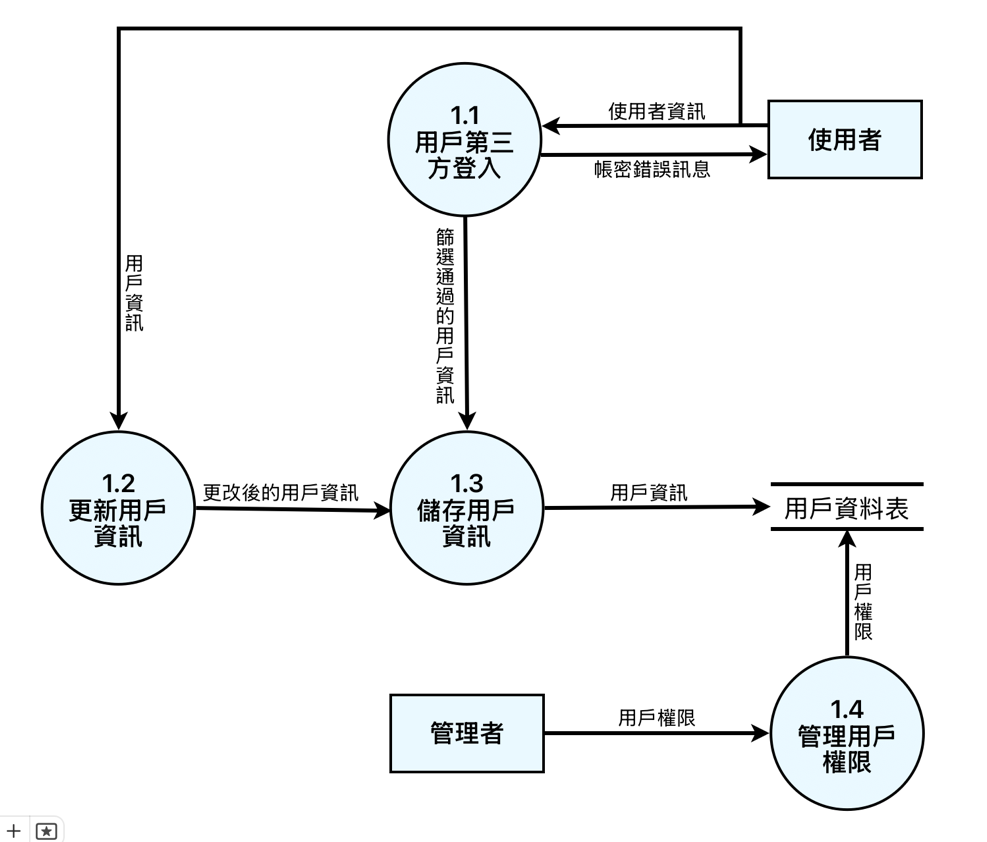 1.1
用戶第三
方登入
使用者資訊
使用者
帳密錯誤訊息
篩選通過的用戶資訊
用戶資訊
1.2
更新用戶
資訊
更改後的用戶資訊
1.3
儲存用戶
資訊
用戶資訊
用戶資料表
用戶權限
管理者
用戶權限
1.4
管理用戶
權限